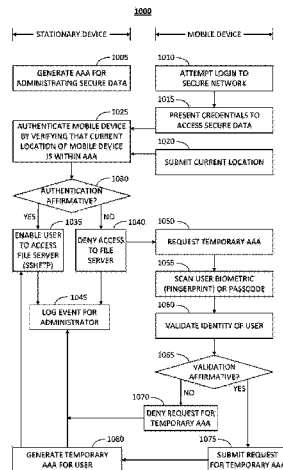 1000
STATIONARY DEVICE
MOBILE DEVICE
1005
GENERATE AAA FOR
ADMINISTRATING SECURE DATA
1010
ATTEMPT LOGIN TO
SECURE NETWORK
1015
PRESENT CREDENTIALS TO
ACCESS SECURE DATA
1020
SUBMIT CURRENT LOCATION
1025
AUTHENTICATE MOBILE DEVICE
BY VERIFYING THAT CURRENT
LOCATION OF MOBILE DEVICE
IS WITHIN AAA
1030
AUTHENTICATION
AFFIRMATIVE?
YES
NO
1035
ENABLE USER
TO ACCESS
FILE SERVER
(SSHFTP)
1040
DENY ACCESS
TO FILE
SERVER
1045
LOG EVENT FOR
ADMINISTRATOR
1050
REQUEST TEMPORARY AAA
1055
SCAN USER BIOMETRIC
(FINGERPRINT) OR PASSCODE
1060
VALIDATE IDENTITY OF USER
1065
VALIDATION
AFFIRMATIVE?
NO
YES
1070
DENY REQUEST FOR
TEMPORARY AAA
1075
SUBMIT REQUEST
FOR TEMPORARY AAA
1080
GENERATE TEMPORARY
AAA FOR USER